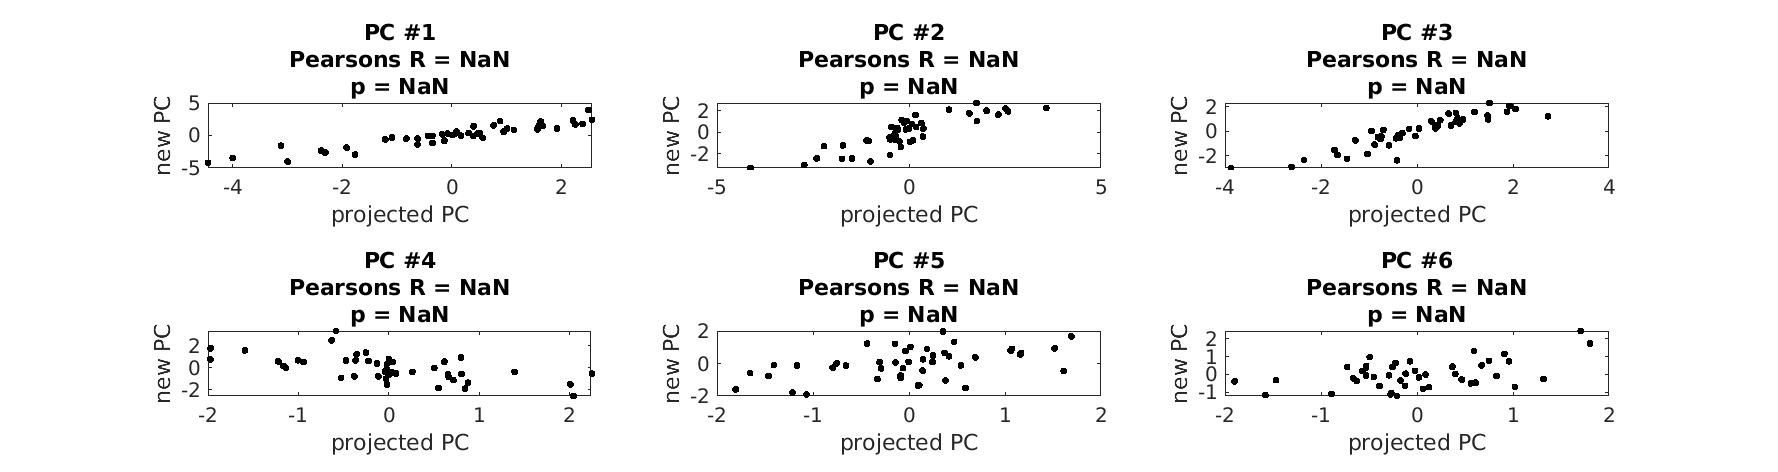 PC #1
Pearsons R = NaN
p = NaN
new PC
5
0
-5
-4
-2
0
2
projected PC
PC #2
Pearsons R = NaN
p = NaN
new PC
2
0
-2
-5
0
5
projected PC
PC #3
Pearsons R = NaN
p = NaN
new PC
2
0
-2
-4
-2
0
2
4
projected PC
PC #4
Pearsons R = NaN
p = NaN
new PC
2
0
-2
-2
-1
0
1
2
projected PC
PC #5
Pearsons R = NaN
p = NaN
new PC
2
0
-2
-2
-1
0
1
2
projected PC
PC #6
Pearsons R = NaN
p = NaN
new PC
2
1
0
-1
-2
-1
0
1
2
projected PC